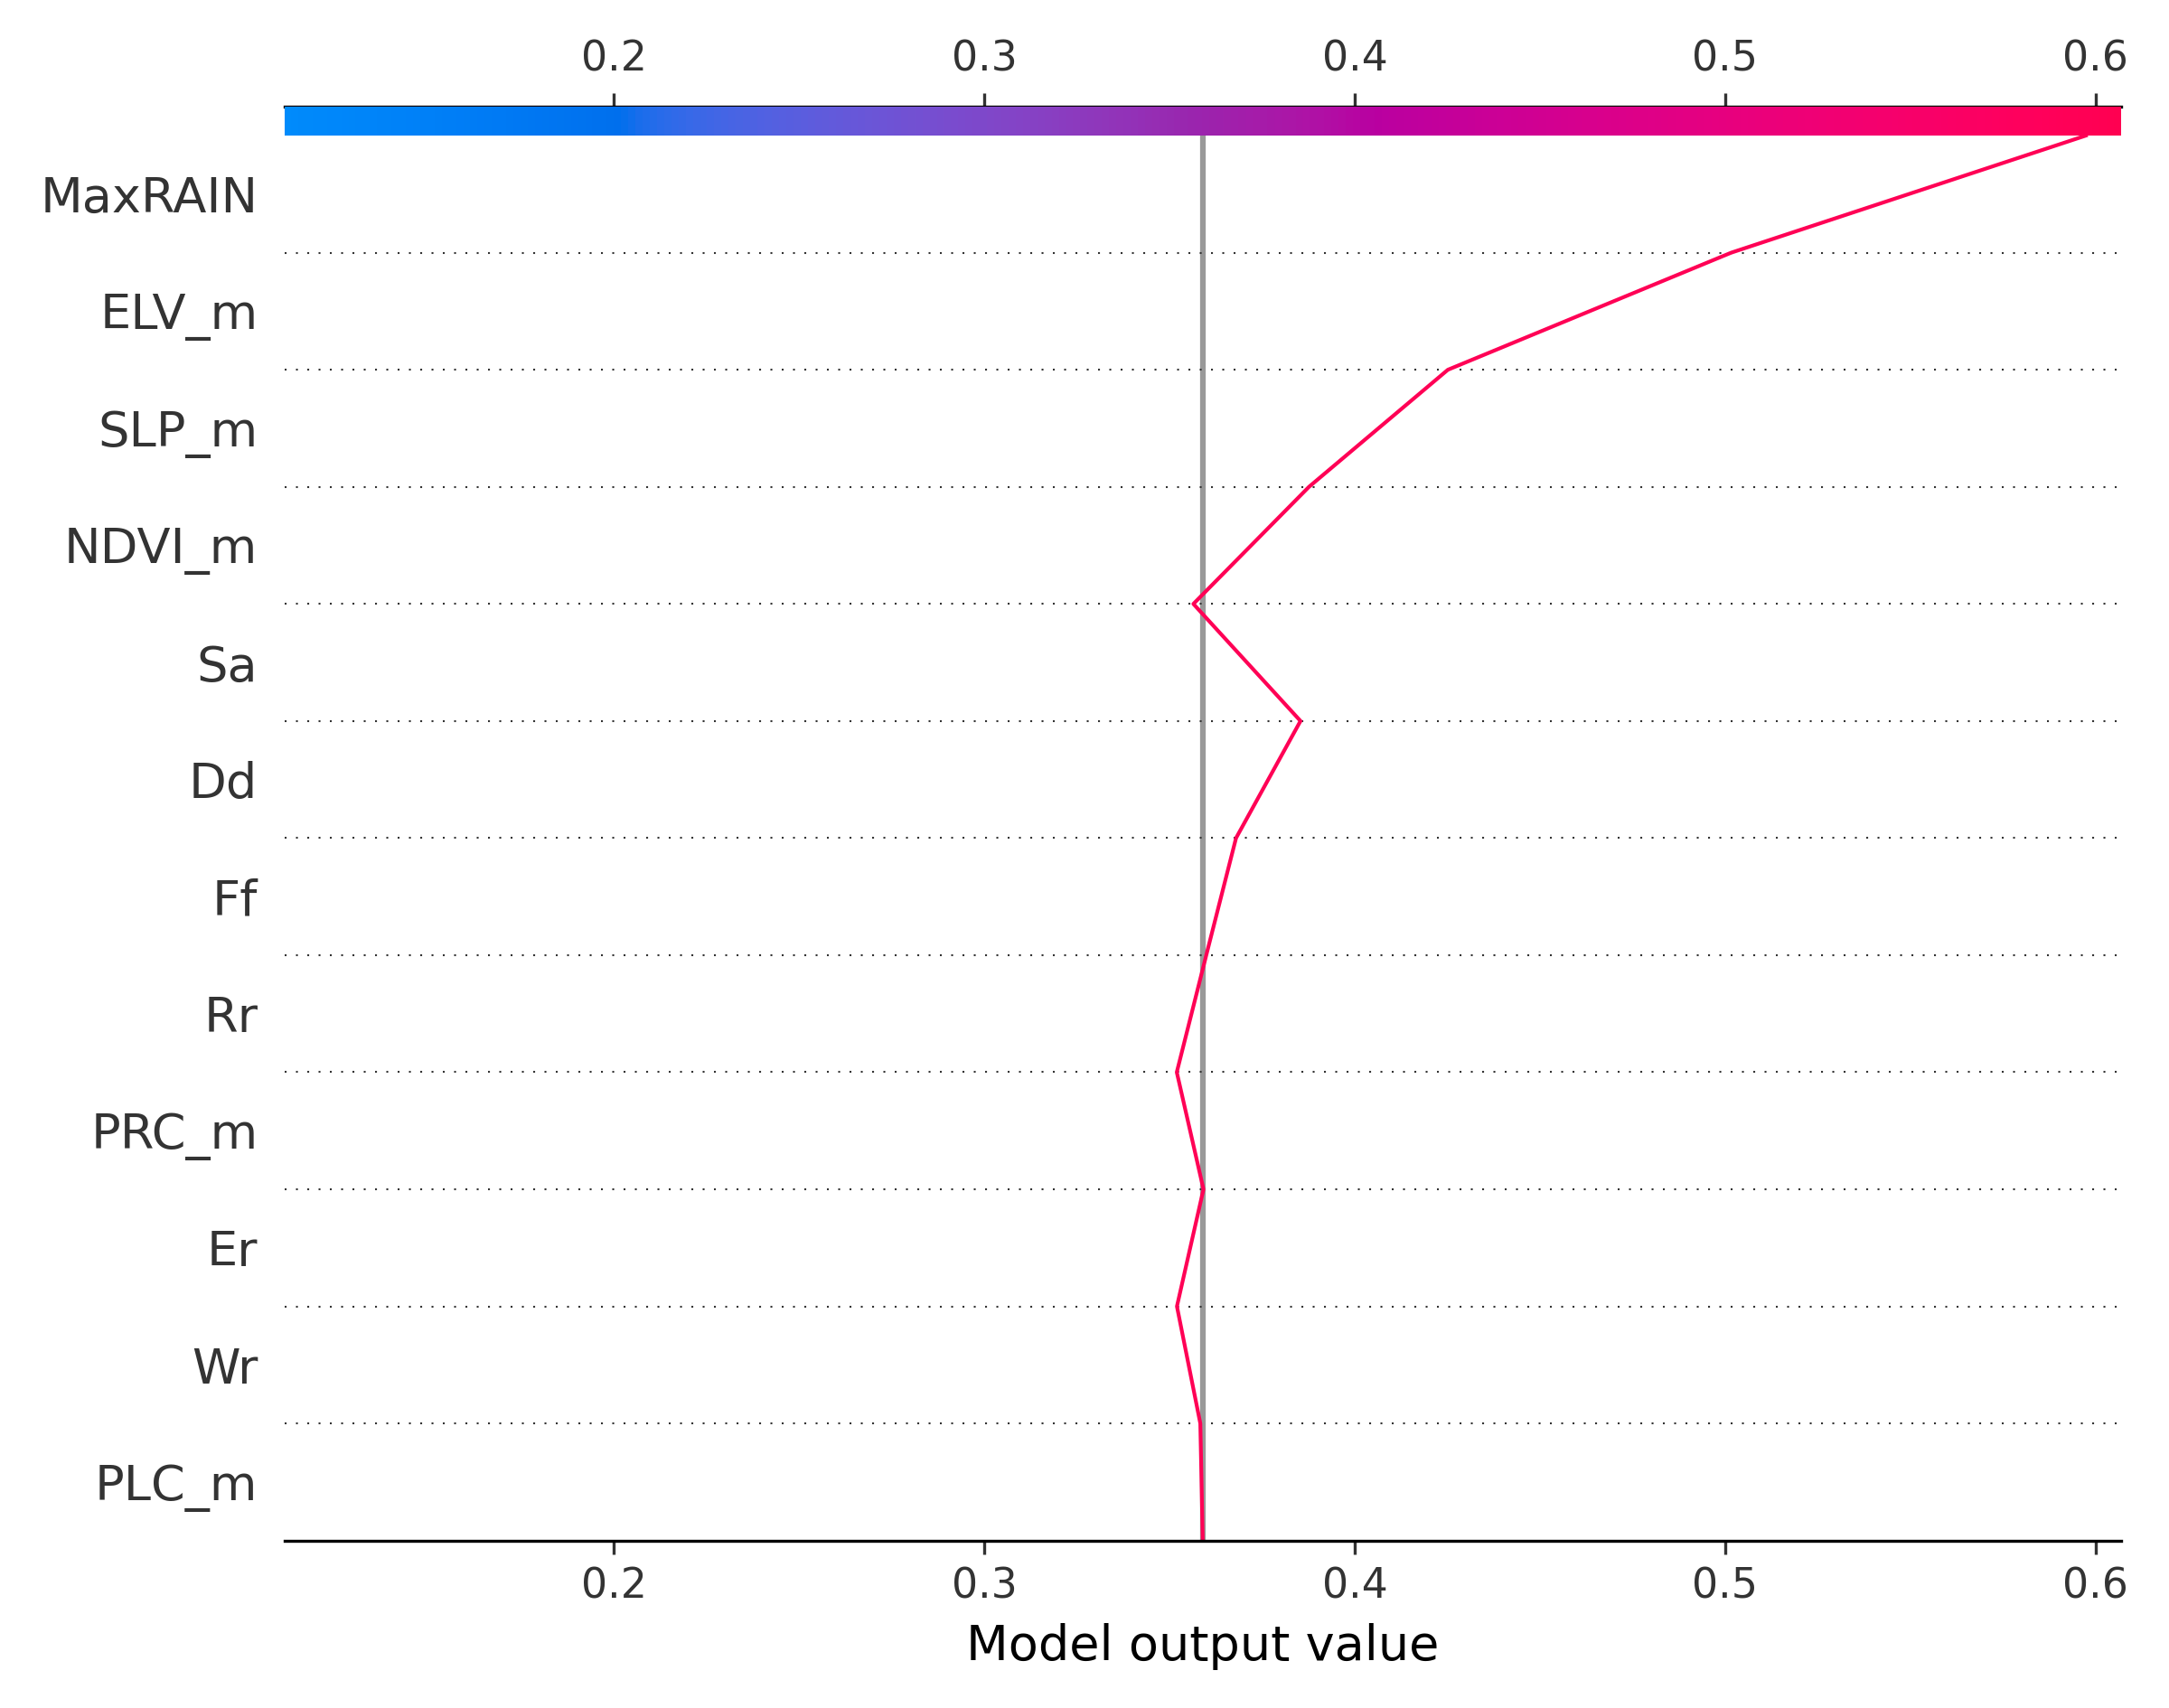 0.2 0.3 0.4 0.5 0.6
MaxRAIN
ELV_m
SLP_m
NDVI_m
Sa
Dd
Ff
Rr
PRC_m
Er
Wr
PLC_m
0.2 0.3 0.4 0.5 0.6
Model output value